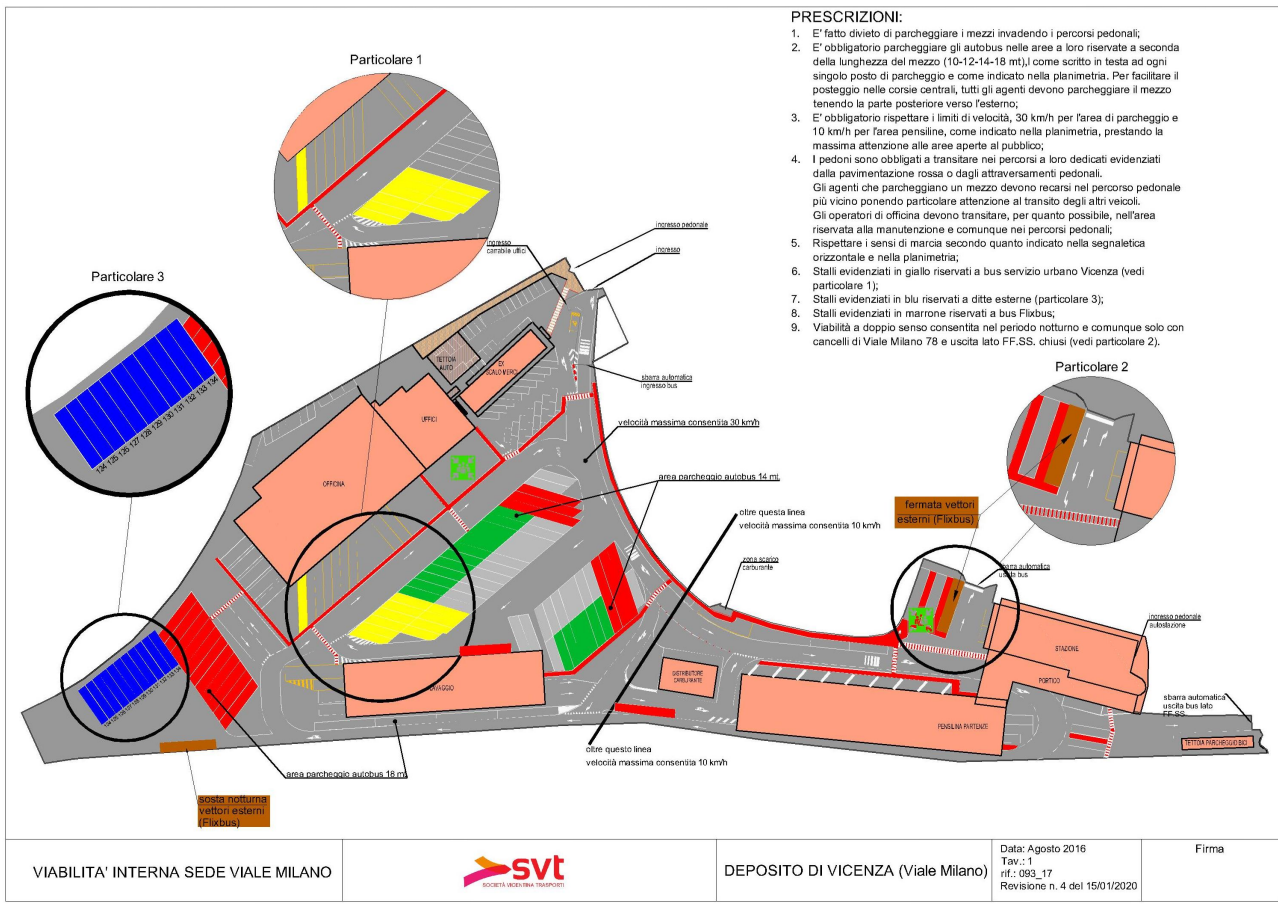 PRESCRIZIONI:
1. E' fatto divieto di parcheggiare i mezzi invadendo i percorsi pedonali;
2. E' obbligatorio parcheggiare gli autobus nelle aree a loro riservate a seconda
della lunghezza del mezzo (10-12-14-18 mt),l come scritto in testa ad ogni
singolo posto di parcheggio e come indicato nella planimetria. Per facilitare il
posteggio nelle corsie centrali, tutti gli agenti devono parcheggiare il mezzo
tenendo la parte posteriore verso l'esterno;
3. E' obbligatorio rispettare i limiti di velocità, 30 km/h per l'area di parcheggio e
10 km/h per l'area pensiline, come indicato nella planimetria, prestando la
massima attenzione alle aree aperte al pubblico;
4. I pedoni sono obbligati a transitare nei percorsi a loro dedicati evidenziati
dalla pavimentazione rossa o dagli attraversamenti pedonali.
Gli agenti che parcheggiano un mezzo devono recarsi nel percorso pedonale
più vicino ponendo particolare attenzione al transito degli altri veicoli.
Gli operatori di officina devono transitare, per quanto possibile, nell'area
riservata alla manutenzione e comunque nei percorsi pedonali;
5. Rispettare i sensi di marcia secondo quanto indicato nella segnaletica
orizzontale e nella planimetria;
6. Stalli evidenziati in giallo riservati a bus servizio urbano Vicenza (vedi
particolare 1);
7. Stalli evidenziati in blu riservati a ditte esterne (particolare 3);
8. Stalli evidenziati in marrone riservati a bus Flixbus;
9. Viabilità a doppio senso consentita nel periodo notturno e comunque solo con
cancelli di Viale Milano 78 e uscita lato FF.SS. chiusi (vedi particolare 2).
Particolare 1
Particolare 3
Particolare 2
124 125 126 127 128 129 130 131 132 133 134
ingresso pedonale
ingresso
ingresso
carrabile uffici
TETTOIA
AUTO
EX
SCALO MERCI
sbarra automatica
ingresso bus
UFFICI
OFFICINA
velocità massima consentita 30 km/h
area parcheggio autobus 14 mt.
oltre questa linea
velocità massima consentita 10 km/h
zona scarico
carburante
fermata vettori
esterni (Flixbus)
sbarra automatica
uscita bus
ingresso pedonale
autostazione
STAZIONE
PORTICO
DISTRIBUTORE
CARBURANTE
LAVAGGIO
PENSILINA PARTENZE
sbarra automatica
uscita bus lato
FF.SS.
TETTOIA PARCHEGGIO BICI
124 125 126 127 128 129 130 131 132 133 134
oltre questo linea
velocità massima consentita 10 km/h
area parcheggio autobus 18 mt.
sosta notturna
vettori esterni
(Flixbus)
VIABILITA' INTERNA SEDE VIALE MILANO
svt
SOCIETÀ VICENTINA TRASPORTI
DEPOSITO DI VICENZA (Viale Milano)
Data: Agosto 2016
Tav.: 1
rif.: 093_17
Revisione n. 4 del 15/01/2020
Firma